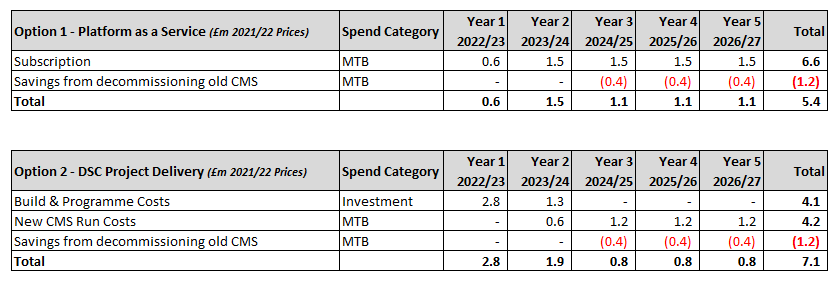 Option 1 - Platform as a Service (£m 2021/22 Prices) Spend Category Year 1 2022/23 Year 2 2023/24 Year 3 2024/25 Year 4 2025/26 Year 5 2026/27 Total
Subscription MTB 0.6 1.5 1.5 1.5 1.5 6.6
Savings from decommissioning old CMS MTB - - (0.4) (0.4) (0.4) (1.2)
Total 0.6 1.5 1.1 1.1 1.1 5.4
Option 2 - DSC Project Delivery (£m 2021/22 Prices) Spend Category Year 1 2022/23 Year 2 2023/24 Year 3 2024/25 Year 4 2025/26 Year 5 2026/27 Total
Build & Programme Costs Investment 2.8 1.3 - - - 4.1
New CMS Run Costs MTB - 0.6 1.2 1.2 1.2 4.2
Savings from decommissioning old CMS MTB - - (0.4) (0.4) (0.4) (1.2)
Total 2.8 1.9 0.8 0.8 0.8 7.1